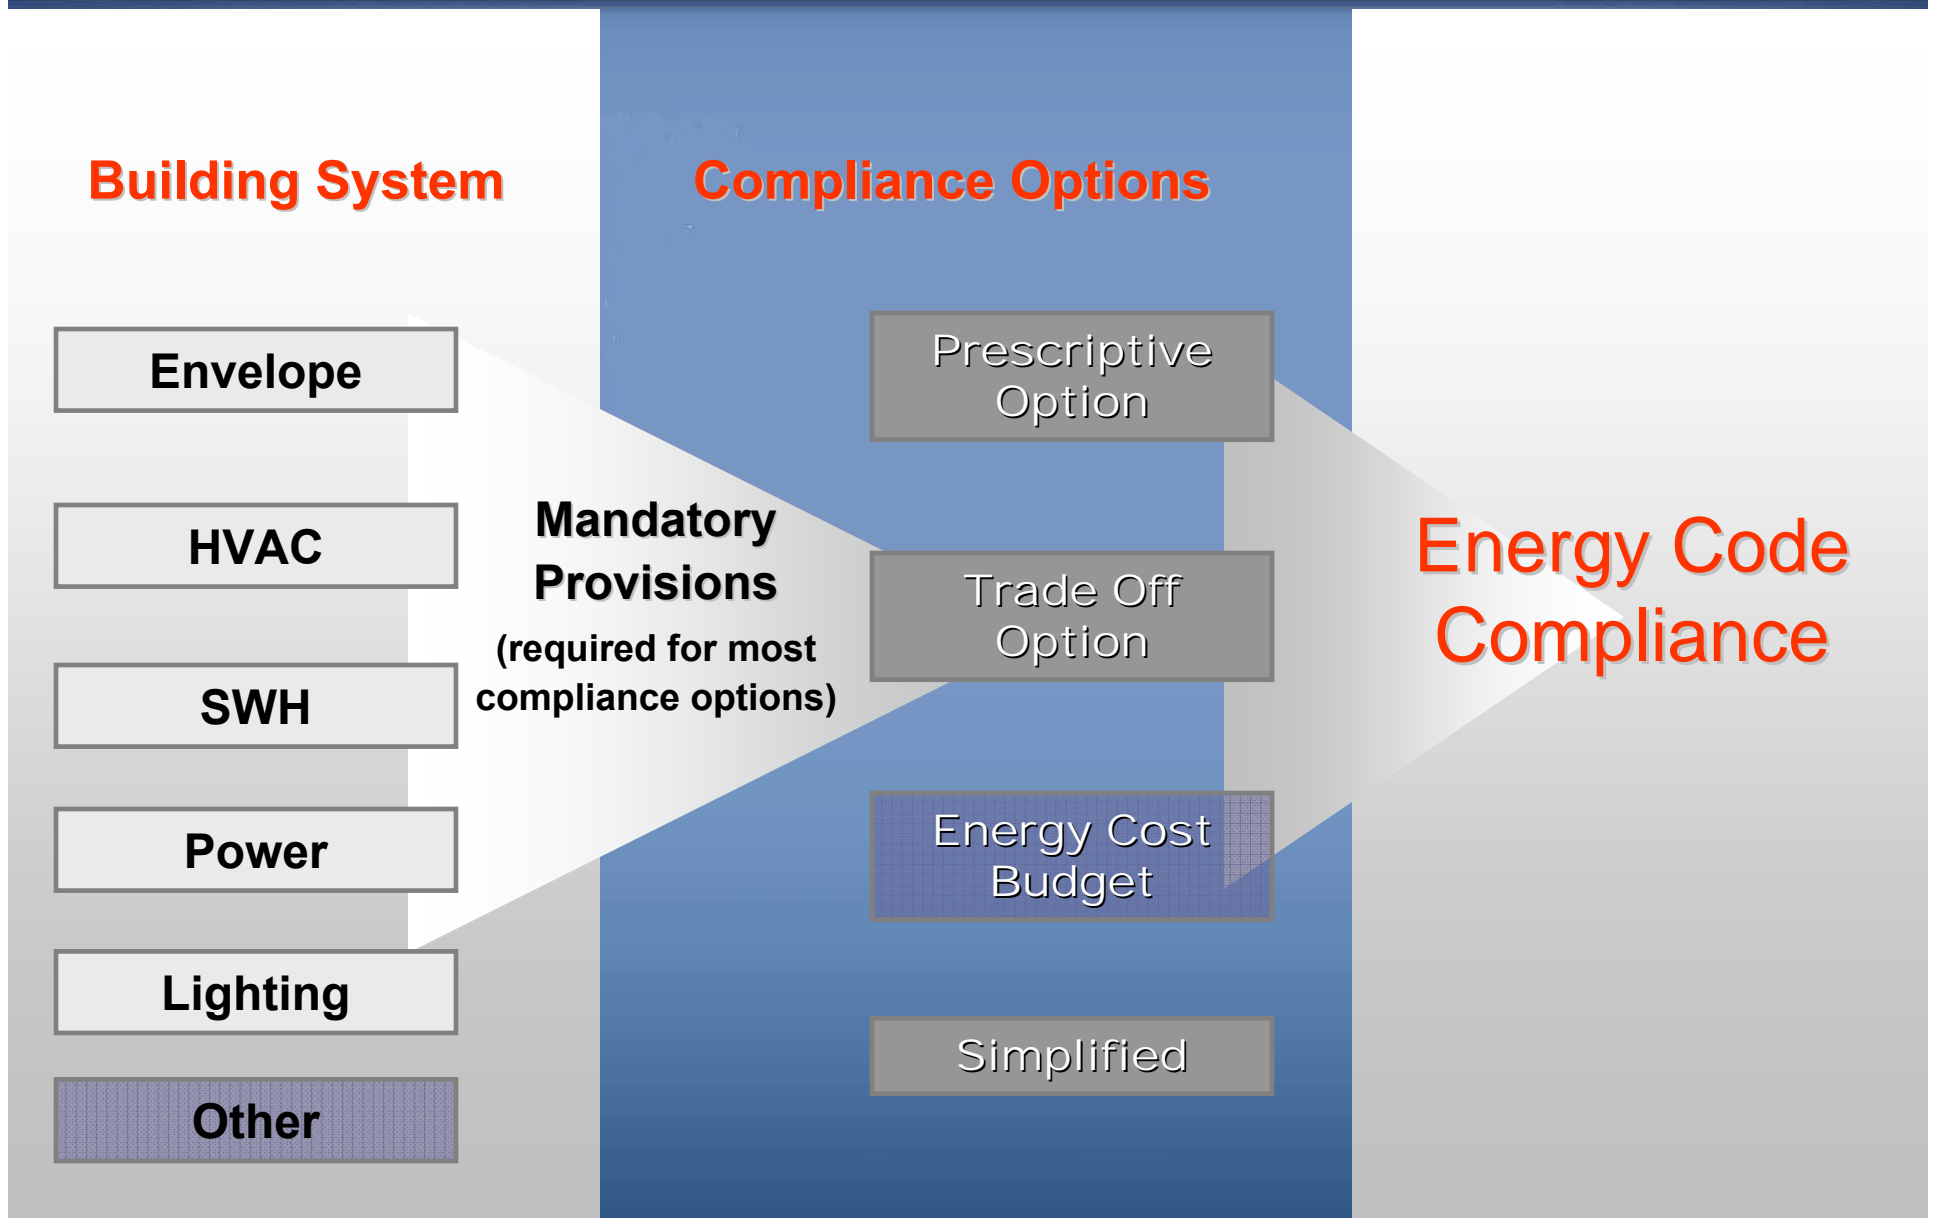 Building System
Compliance Options
Envelope
HVAC
SWH
Power
Lighting
Other
Mandatory
Provisions
(required for most
compliance options)
Prescriptive
Option
Trade Off
Option
Energy Cost
Budget
Simplified
Energy Code
Compliance